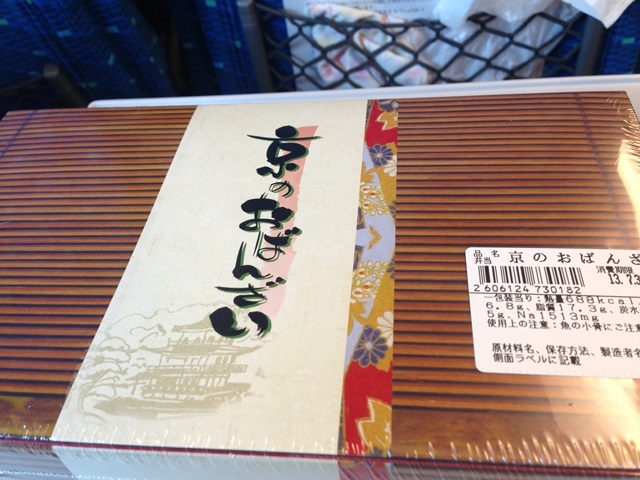 京のおばんざい
品名
弁当
京のおばんざ
消費期限
13.7.3
2606124730182
一包装当り:熱量688kcal
6.8g、脂質17.3g、炭水
5g、Na1513mg
使用上の注意:魚の小骨にご注意
原材料名、保存方法、製造者名
側面ラベルに記載